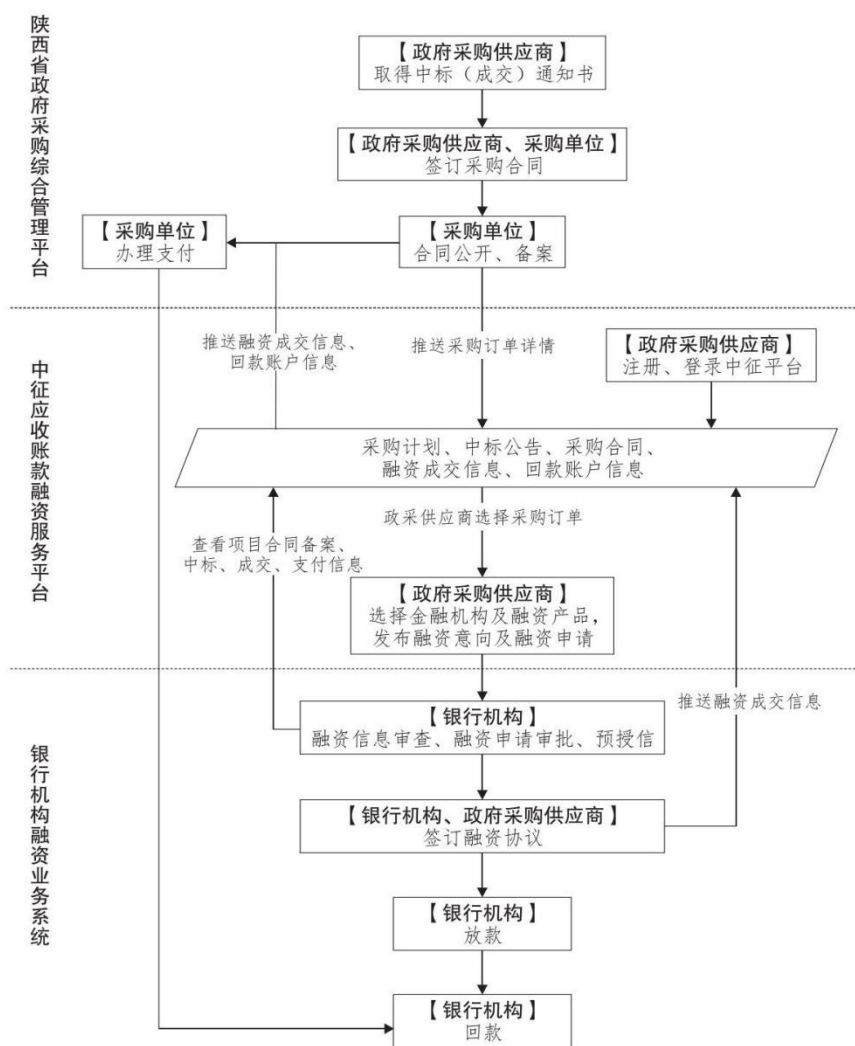 陕西省政府采购综合管理平台
【政府采购供应商】
取得中标（成交）通知书
【政府采购供应商、采购单位】
签订采购合同
【采购单位】
办理支付
【采购单位】
合同公开、备案
中征应收账款融资服务平台
推送融资成交信息、
回款账户信息
推送采购订单详情
【政府采购供应商】
注册、登录中征平台
采购计划、中标公告、采购合同、
融资成交信息、回款账户信息
政采供应商选择采购订单
查看项目合同备案、
中标、成交、支付信息
【政府采购供应商】
选择金融机构及融资产品，
发布融资意向及融资申请
银行机构融资业务系统
推送融资成交信息
【银行机构】
融资信息审查、融资申请审批、预授信
【银行机构、政府采购供应商】
签订融资协议
【银行机构】
放款
【银行机构】
回款